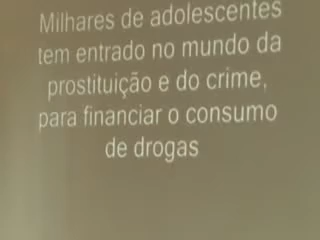 Milhares de adolescentes
tem entrado no mundo da
prostituição e do crime,
para financiar o consumo
de drogas